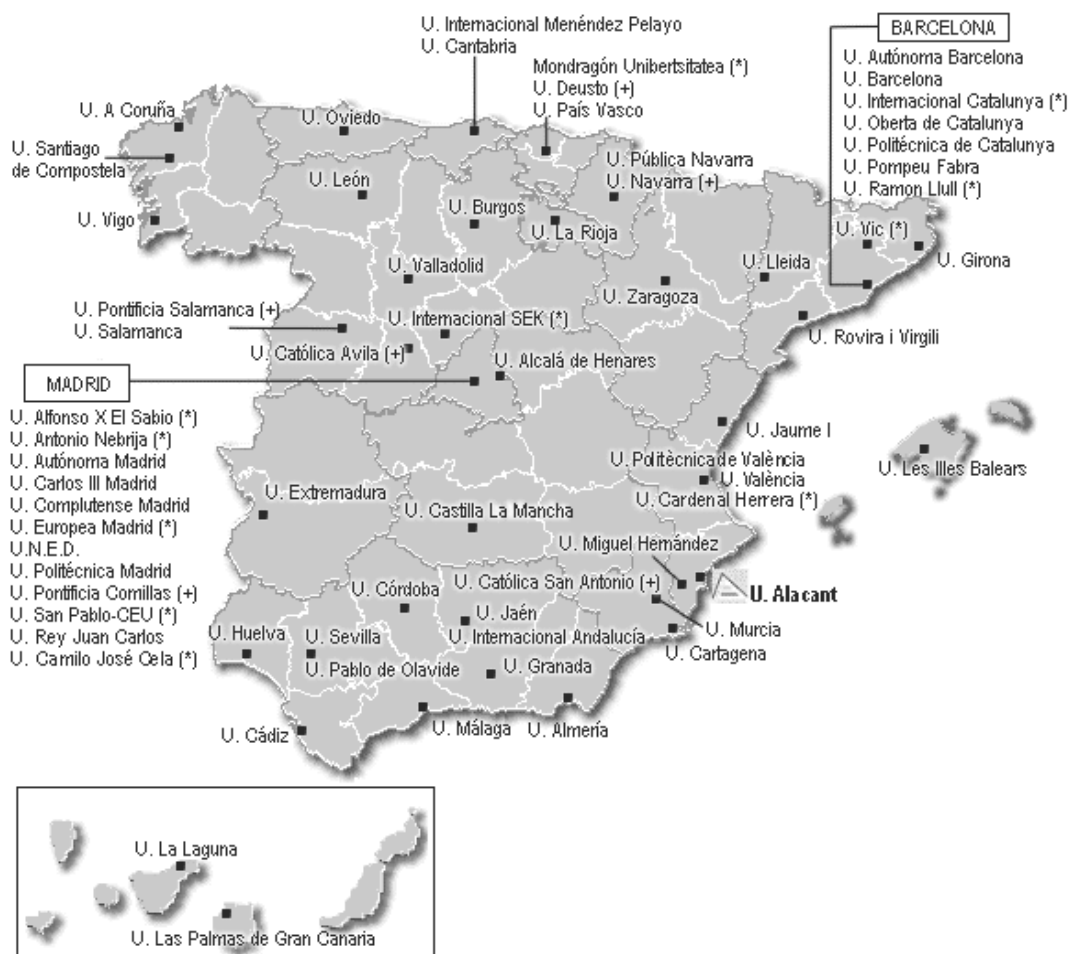 U. Internacional Menéndez Pelayo
U. Cantabria
BARCELONA
U. Autónoma Barcelona
U. Barcelona
U. Internacional Catalunya (*)
U. Oberta de Catalunya
U. Politécnica de Catalunya
U. Pompeu Fabra
U. Ramon Llull (*)
Mondragón Unibertsitatea (*)
U. Deusto (+)
U. País Vasco
U. A Coruña
U. Oviedo
U. Santiago
de Compostela
U. Pública Navarra
U. Navarra (+)
U. León
U. Burgos
U. Vigo
U. La Rioja
U. Vic (*)
U. Girona
U. Valladolid
U. Lleida
U. Zaragoza
U. Pontificia Salamanca (+)
U. Salamanca
U. Internacional SEK (*)
U. Rovira i Virgili
U. Católica Avila (+)
U. Alcalá de Henares
MADRID
U. Alfonso X El Sabio (*)
U. Antonio Nebrija (*)
U. Autónoma Madrid
U. Carlos III Madrid
U. Complutense Madrid
U. Europea Madrid (*)
U.N.E.D.
U. Politécnica Madrid
U. Pontificia Comillas (+)
U. San Pablo-CEU (*)
U. Rey Juan Carlos
U. Camilo José Cela (*)
U. Jaume I
U. Politècnica de València
U. València
U. Cardenal Herrera (*)
U. Les Illes Balears
U. Extremadura
U. Castilla La Mancha
U. Miguel Hernández
U. Católica San Antonio (+)
U. Alacant
U. Córdoba
U. Jaén
U. Internacional Andalucía
U. Murcia
U. Cartagena
U. Huelva
U. Sevilla
U. Pablo de Olavide
U. Granada
U. Cádiz
U. Málaga
U. Almería
U. La Laguna
U. Las Palmas de Gran Canaria